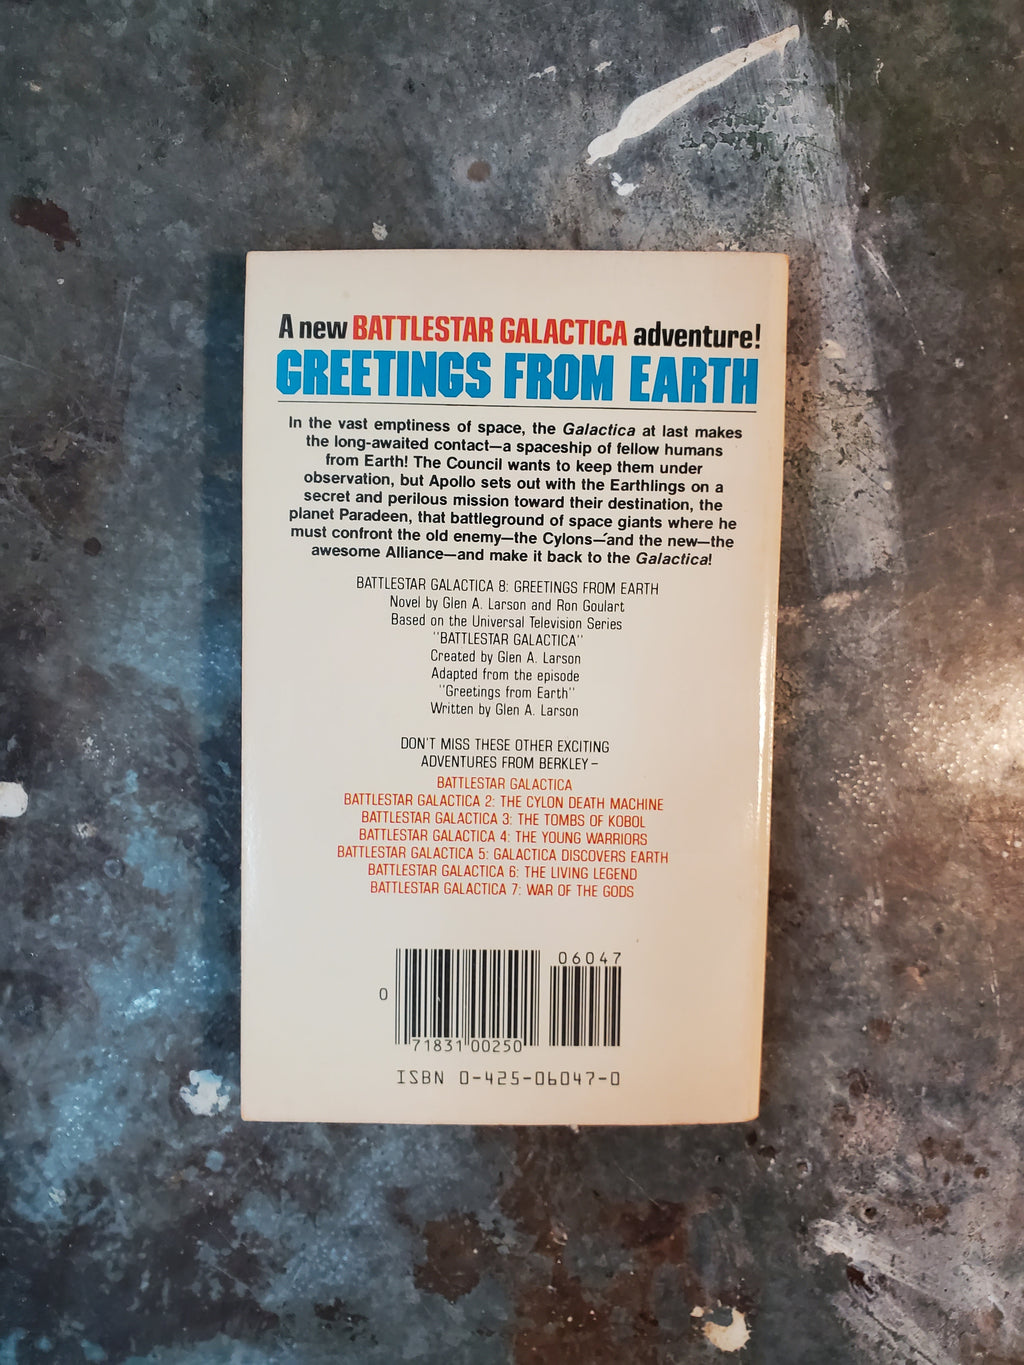 A new BATTLESTAR GALACTICA adventure!
GREETINGS FROM EARTH
In the vast emptiness of space, the Galactica at last makes
the long-awaited contact—a spaceship of fellow humans
from Earth! The Council wants to keep them under
observation, but Apollo sets out with the Earthlings on a
secret and perilous mission toward their destination, the
planet Paradeen, that battleground of space giants where he
must confront the old enemy—the Cylons—and the new—the
awesome Alliance—and make it back to the Galactica!
BATTLESTAR GALACTICA 8: GREETINGS FROM EARTH
Novel by Glen A. Larson and Ron Goulart
Based on the Universal Television Series
"BATTLESTAR GALACTICA"
Created by Glen A. Larson
Adapted from the episode
"Greetings from Earth"
Written by Glen A. Larson
DON'T MISS THESE OTHER EXCITING
ADVENTURES FROM BERKLEY—
BATTLESTAR GALACTICA
BATTLESTAR GALACTICA 2: THE CYLON DEATH MACHINE
BATTLESTAR GALACTICA 3: THE TOMBS OF KOBOL
BATTLESTAR GALACTICA 4: THE YOUNG WARRIORS
BATTLESTAR GALACTICA 5: GALACTICA DISCOVERS EARTH
BATTLESTAR GALACTICA 6: THE LIVING LEGEND
BATTLESTAR GALACTICA 7: WAR OF THE GODS
06047
0
71831 00250
ISBN 0-425-06047-0